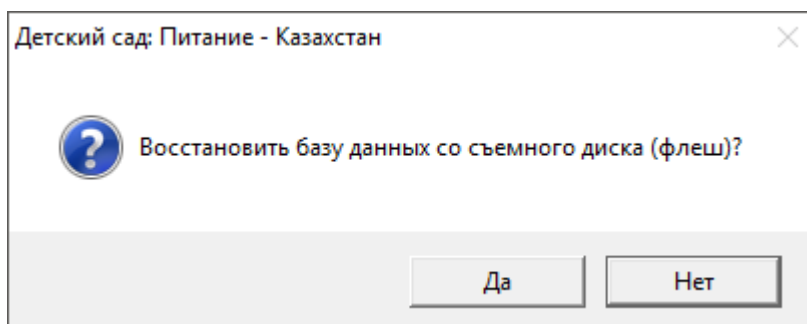 Детский сад: Питание - Казахстан
Восстановить базу данных со съемного диска (флеш)?
Да
Нет